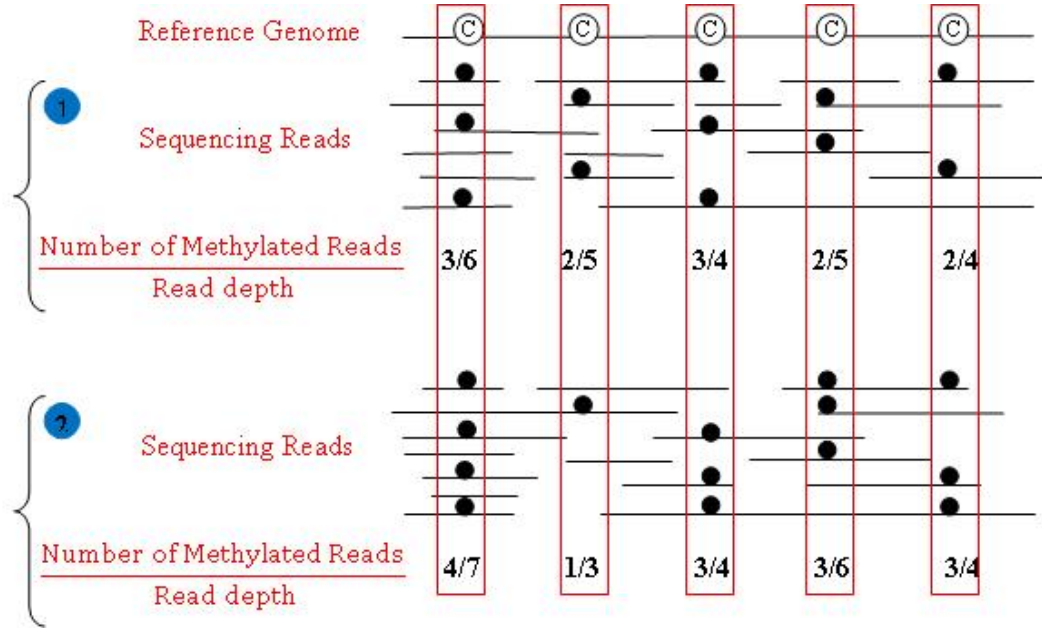 Reference Genome C C C C C
1
Sequencing Reads
Number of Methylated Reads
Read depth
3/6 2/5 3/4 2/5 2/4
2
Sequencing Reads
Number of Methylated Reads
Read depth
4/7 1/3 3/4 3/6 3/4